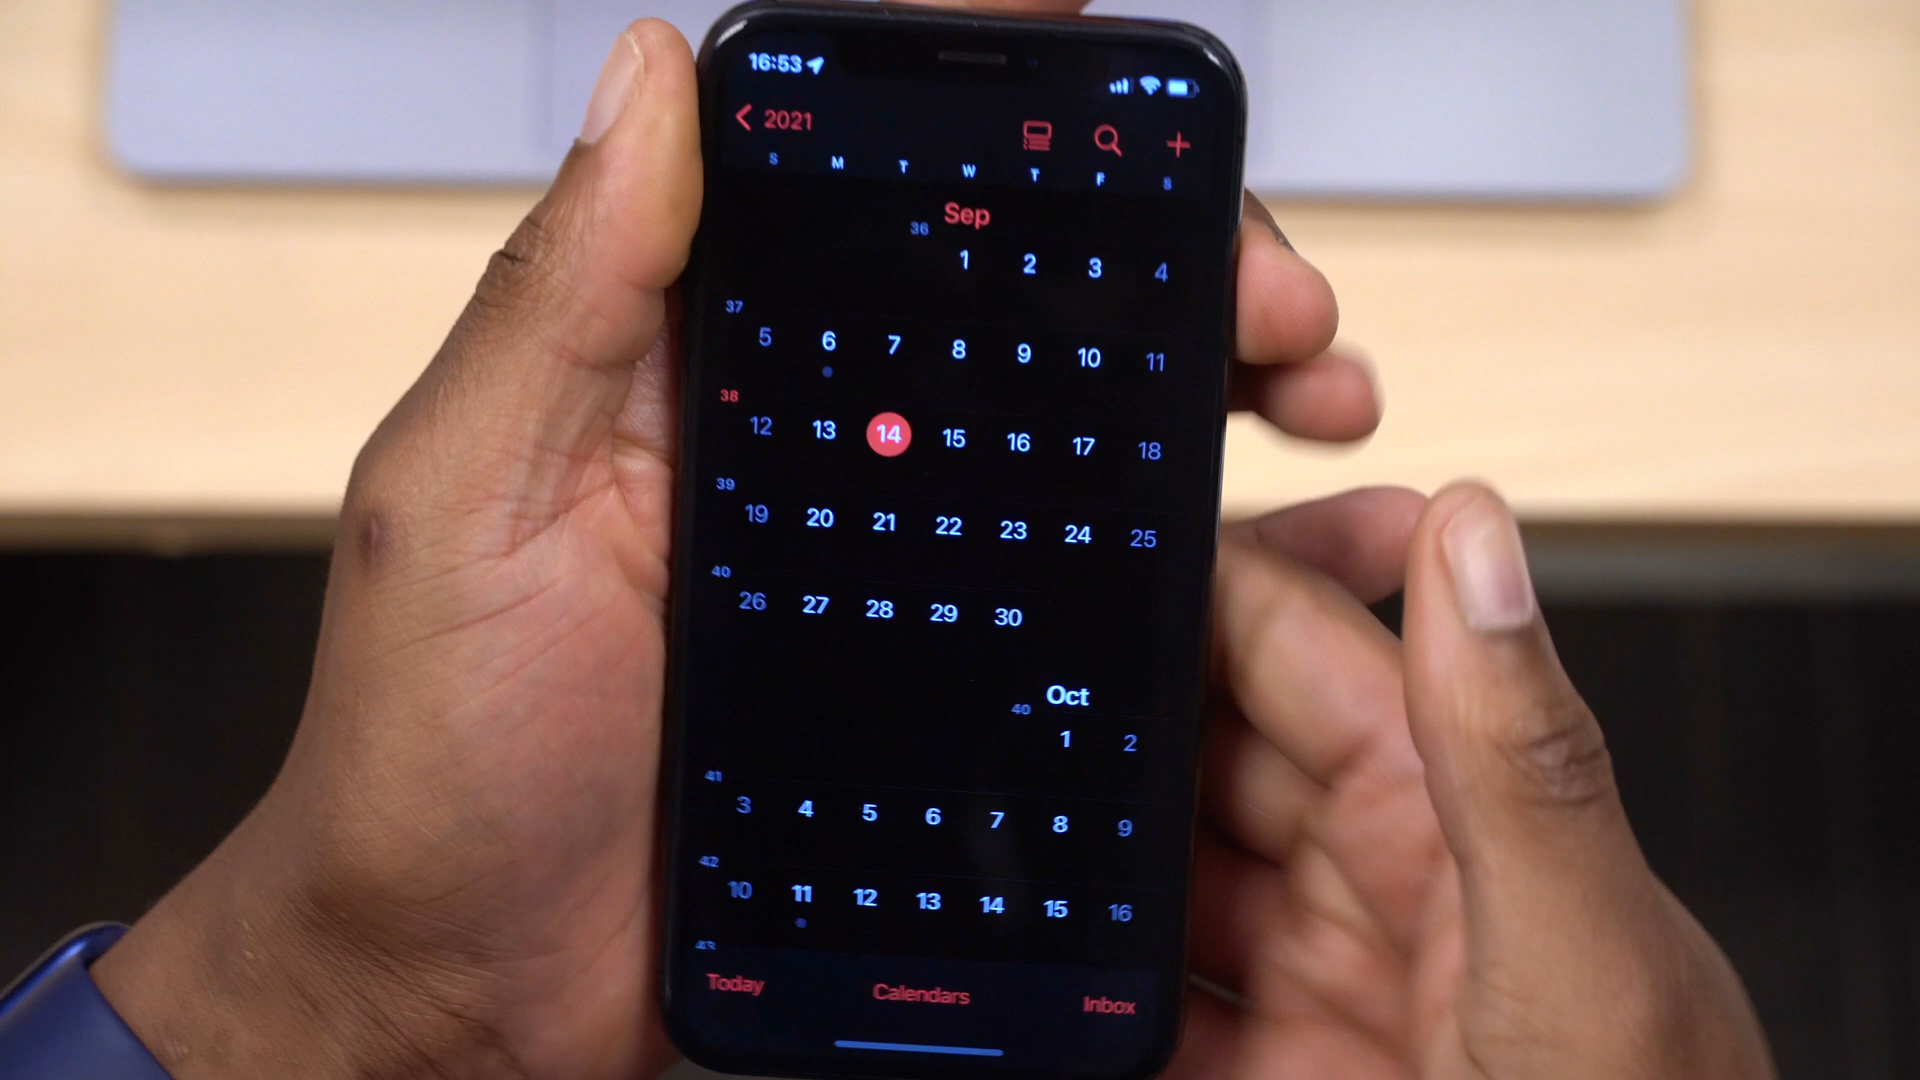 16:53
2021
S M T W T F S
Sep
36 1 2 3 4
37 5 6 7 8 9 10 11
38 12 13 14 15 16 17 18
39 19 20 21 22 23 24 25
40 26 27 28 29 30
Oct
40 1 2
41 3 4 5 6 7 8 9
42 10 11 12 13 14 15 16
43
Today Calendars Inbox